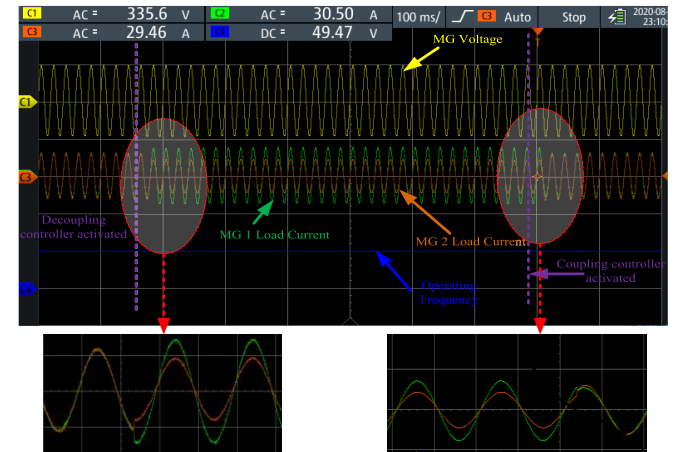 C1 AC = 335.6 V C2 AC = 30.50 A 100 ms/ C3 Auto Stop 2020-08-
C3 AC = 29.46 A C4 DC = 49.47 V 23:10:
T
MG Voltage
C1
C3
Decoupling
controller activated
MG 1 Load Current
MG 2 Load Current
Coupling controller
activated
Operating
Frequency